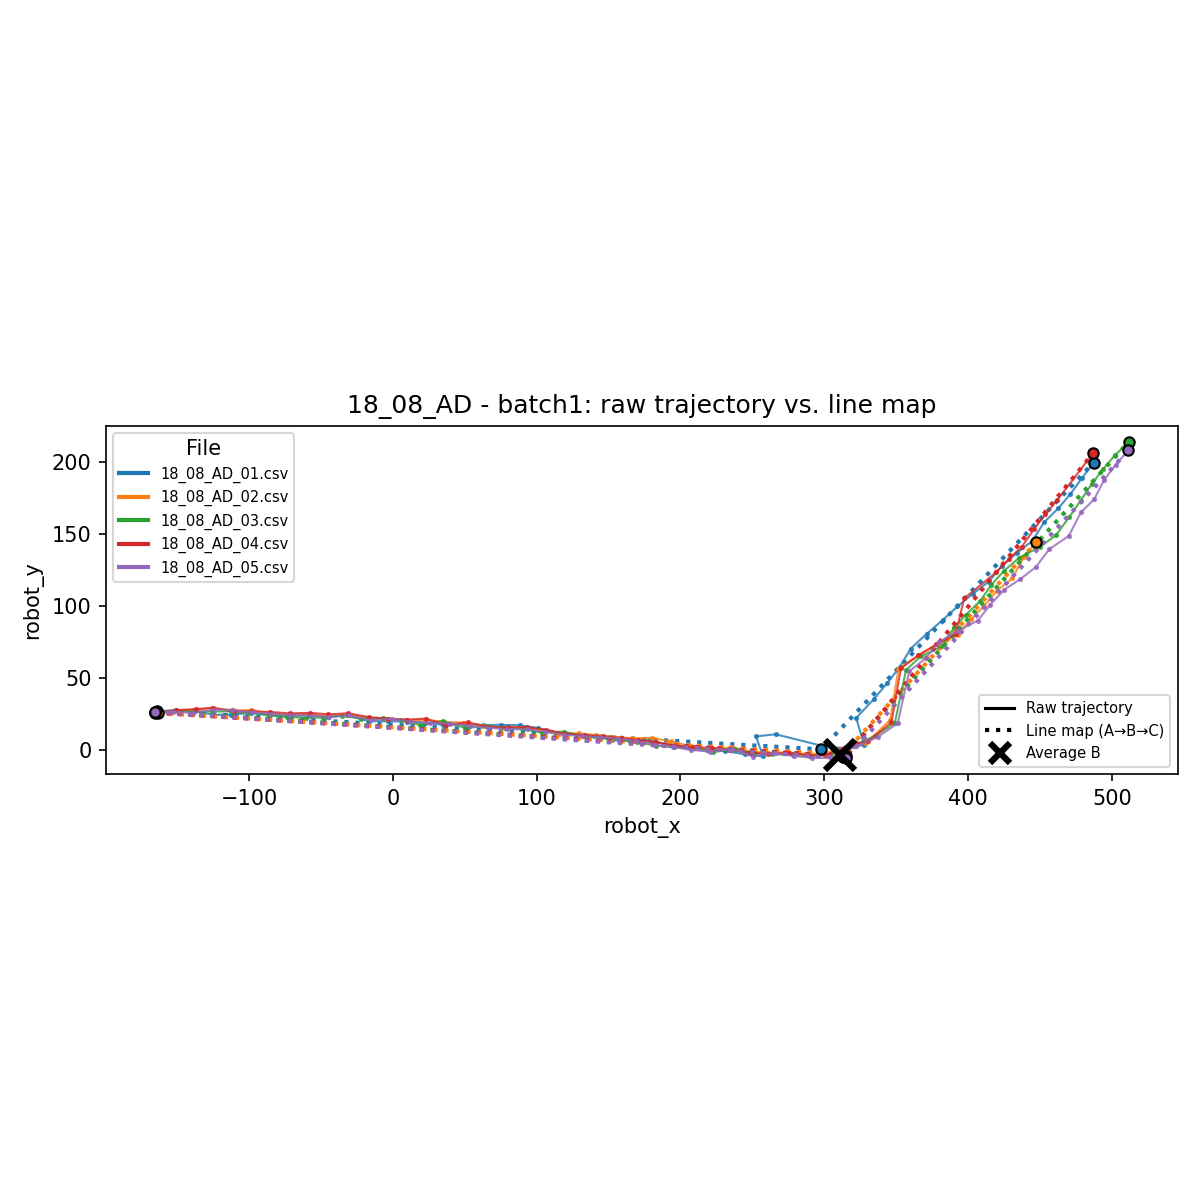 18_08_AD - batch1: raw trajectory vs. line map
File
18_08_AD_01.csv
18_08_AD_02.csv
18_08_AD_03.csv
18_08_AD_04.csv
18_08_AD_05.csv
200
150
100
50
0
robot_y
Raw trajectory
Line map (A→B→C)
Average B
−100 0 100 200 300 400 500
robot_x